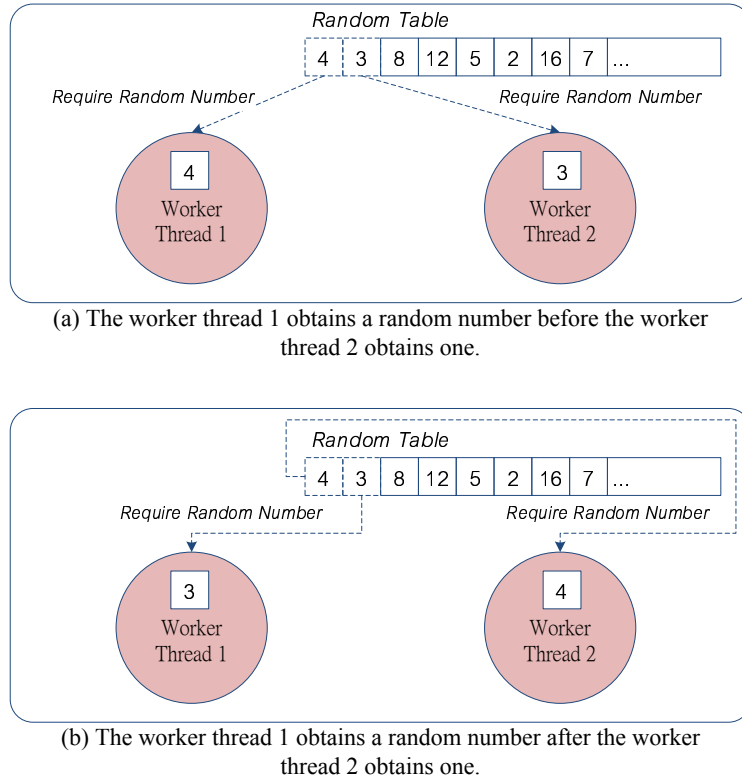 Random Table
4 3 8 12 5 2 16 7 ...
Require Random Number Require Random Number
4 3
Worker Worker
Thread 1 Thread 2
(a) The worker thread 1 obtains a random number before the worker
thread 2 obtains one.
Random Table
4 3 8 12 5 2 16 7 ...
Require Random Number Require Random Number
3 4
Worker Worker
Thread 1 Thread 2
(b) The worker thread 1 obtains a random number after the worker
thread 2 obtains one.